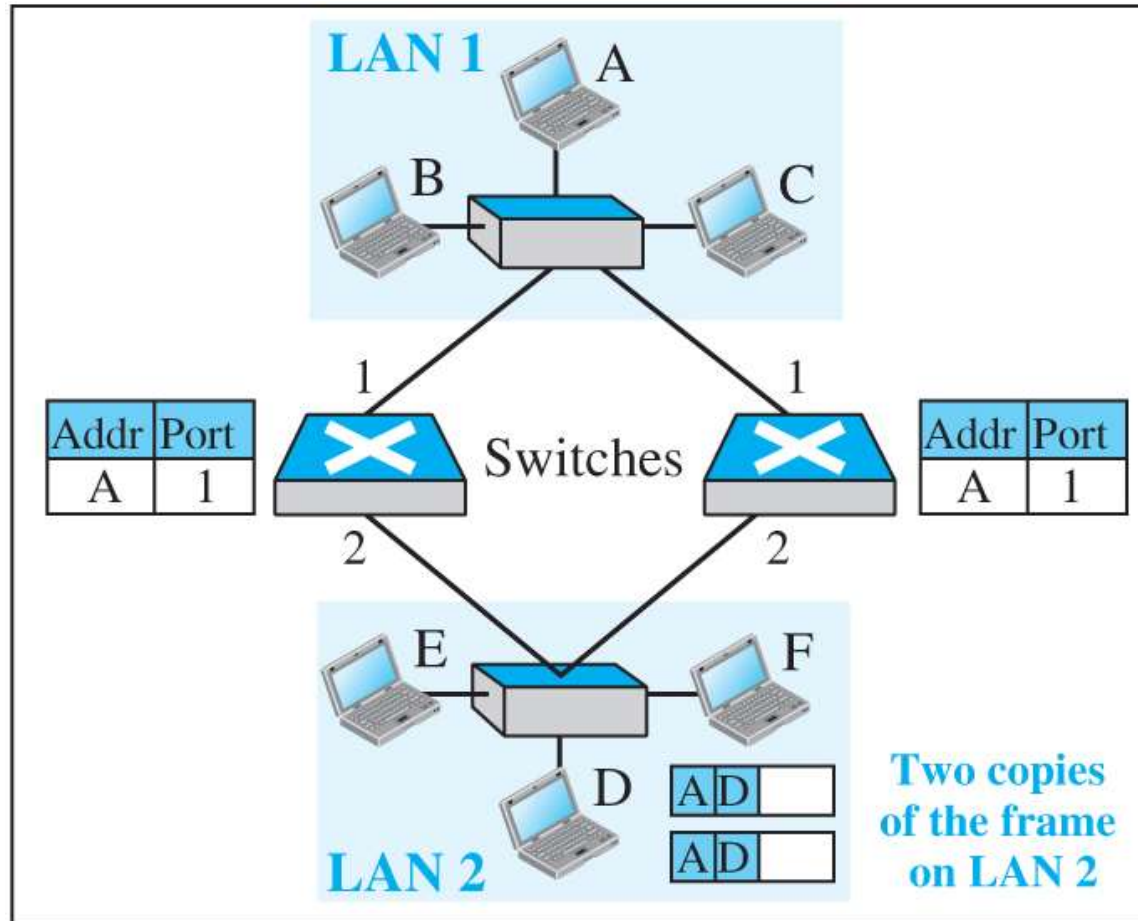 LAN 1
A
B
C
1
1
Addr Port
A 1
Switches
Addr Port
A 1
2
2
E
F
D
A D
A D
Two copies
of the frame
on LAN 2
LAN 2